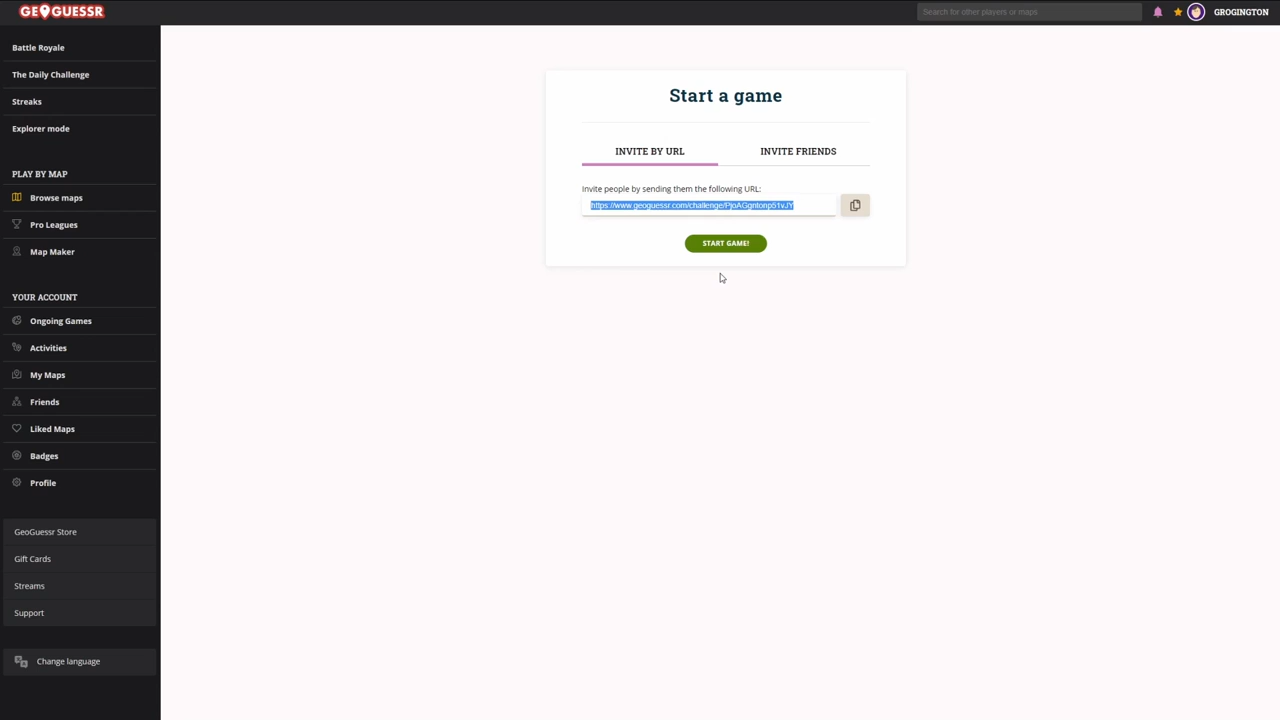 GEOGUESSR
Search for other players or maps
GROGINGTON
Battle Royale
The Daily Challenge
Streaks
Explorer mode
PLAY BY MAP
Browse maps
Pro Leagues
Map Maker
YOUR ACCOUNT
Ongoing Games
Activities
My Maps
Friends
Liked Maps
Badges
Profile
GeoGuessr Store
Gift Cards
Streams
Support
Change language
Start a game
INVITE BY URL
INVITE FRIENDS
Invite people by sending them the following URL:
START GAME!